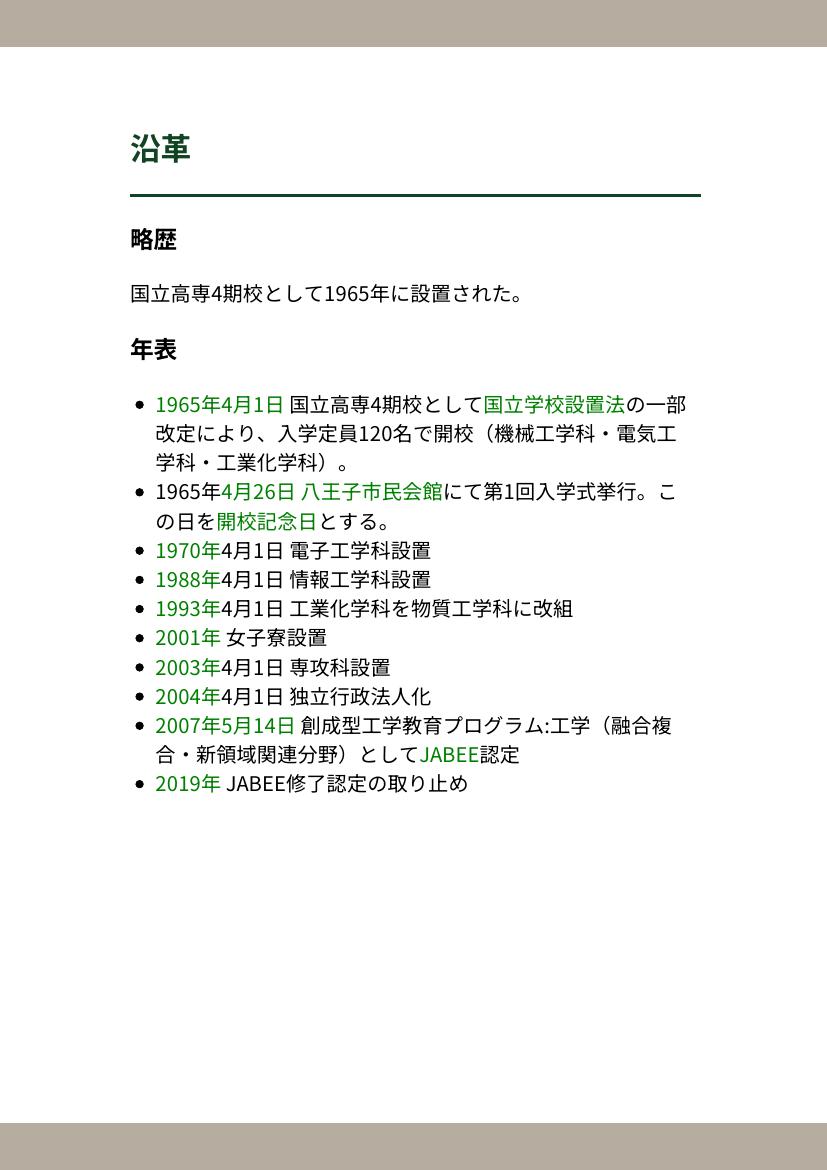 沿革
略歴
国立高専4期校として1965年に設置された。
年表
1965年4月1日 国立高専4期校として国立学校設置法の一部
改定により、入学定員120名で開校（機械工学科・電気工
学科・工業化学科）。
1965年4月26日 八王子市民会館にて第1回入学式挙行。こ
の日を開校記念日とする。
1970年4月1日 電子工学科設置
1988年4月1日 情報工学科設置
1993年4月1日 工業化学科を物質工学科に改組
2001年 女子寮設置
2003年4月1日 専攻科設置
2004年4月1日 独立行政法人化
2007年5月14日 創成型工学教育プログラム:工学（融合複
合・新領域関連分野）としてJABEE認定
2019年 JABEE修了認定の取り止め